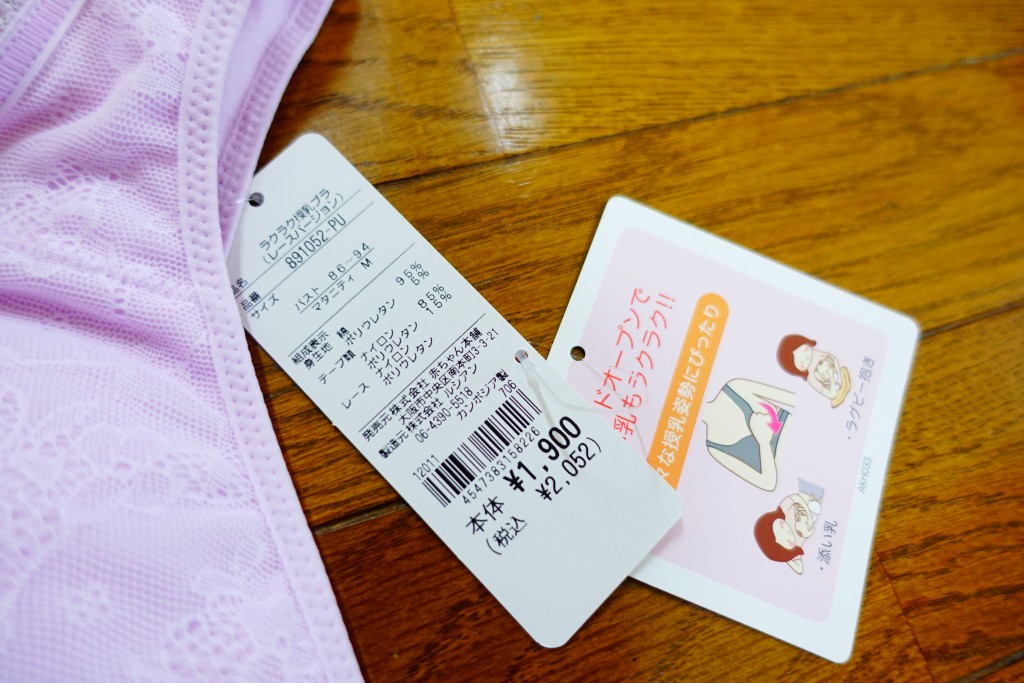 品名
ラクラク授乳ブラ
(レースバージョン)
品番 891052-PU
サイズ バスト 86～94
マタニティ M
組成表示
身生地 綿 95%
ポリウレタン 5%
テープ類 ナイロン 85%
ポリウレタン 15%
レース ナイロン
ポリウレタン
発売元 株式会社 赤ちゃん本舗
大阪市中央区南本町3-3-21
製造元 株式会社 ルシアン
06-4390-5518 カンボジア製
706
12011
4547383158226
本体 ¥1,900
(税込 ¥2,052)
ドオープンで
乳もラクラク!!
々な授乳姿勢にぴったり
・ラグビー抱き
・添い乳
AKH033